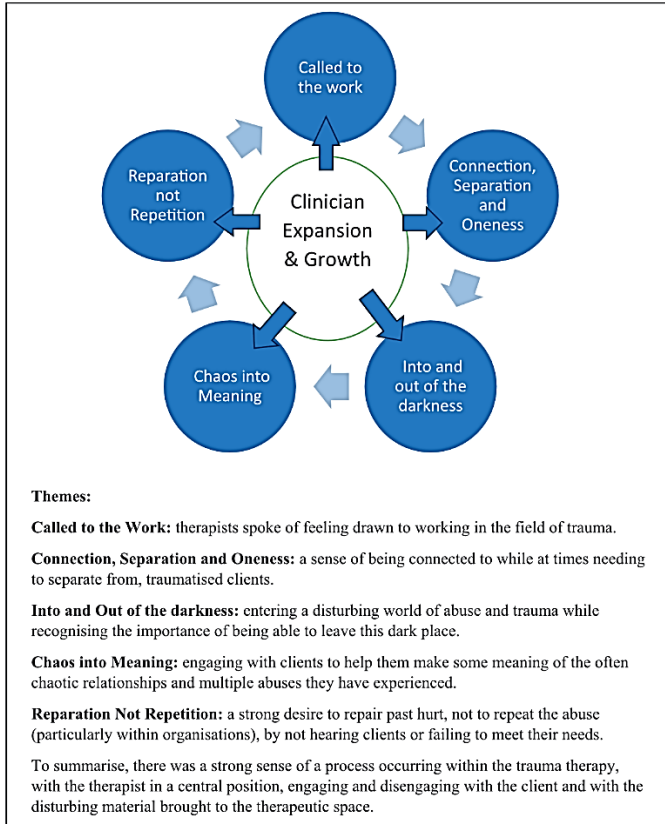 Called to
the work
Connection,
Separation
and
Oneness
Into and
out of the
darkness
Chaos into
Meaning
Reparation
not
Repetition
Clinician
Expansion
& Growth
Themes:
Called to the Work: therapists spoke of feeling drawn to working in the field of trauma.
Connection, Separation and Oneness: a sense of being connected to while at times needing
to separate from, traumatised clients.
Into and Out of the darkness: entering a disturbing world of abuse and trauma while
recognising the importance of being able to leave this dark place.
Chaos into Meaning: engaging with clients to help them make some meaning of the often
chaotic relationships and multiple abuses they have experienced.
Reparation Not Repetition: a strong desire to repair past hurt, not to repeat the abuse
(particularly within organisations), by not hearing clients or failing to meet their needs.
To summarise, there was a strong sense of a process occurring within the trauma therapy,
with the therapist in a central position, engaging and disengaging with the client and with the
disturbing material brought to the therapeutic space.